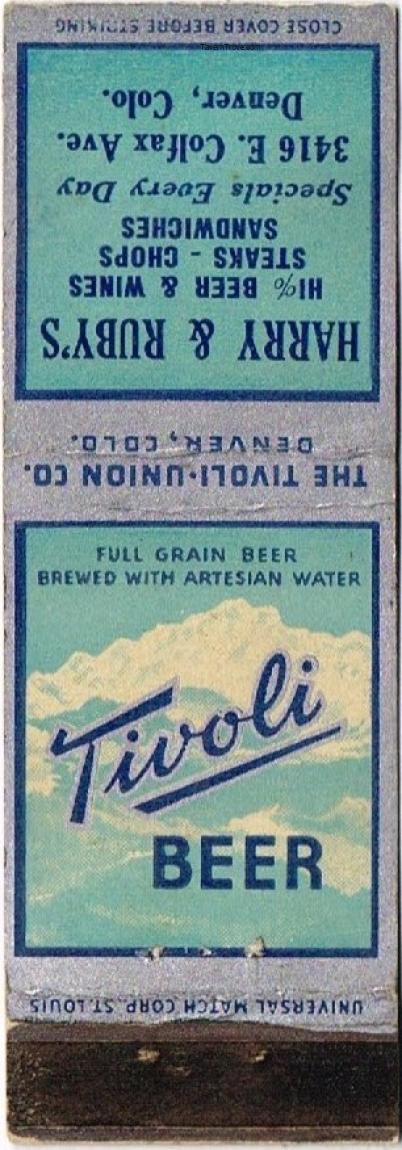 CLOSE COVER BEFORE STRIKING
HARRY & RUBY'S
HI% BEER & WINES
STEAKS - CHOPS
SANDWICHES
Specials Every Day
3416 E. Colfax Ave.
Denver, Colo.
THE TIVOLI-UNION CO.
DENVER, COLO.
FULL GRAIN BEER
BREWED WITH ARTESIAN WATER
Tivoli
BEER
UNIVERSAL MATCH CORP. ST. LOUIS